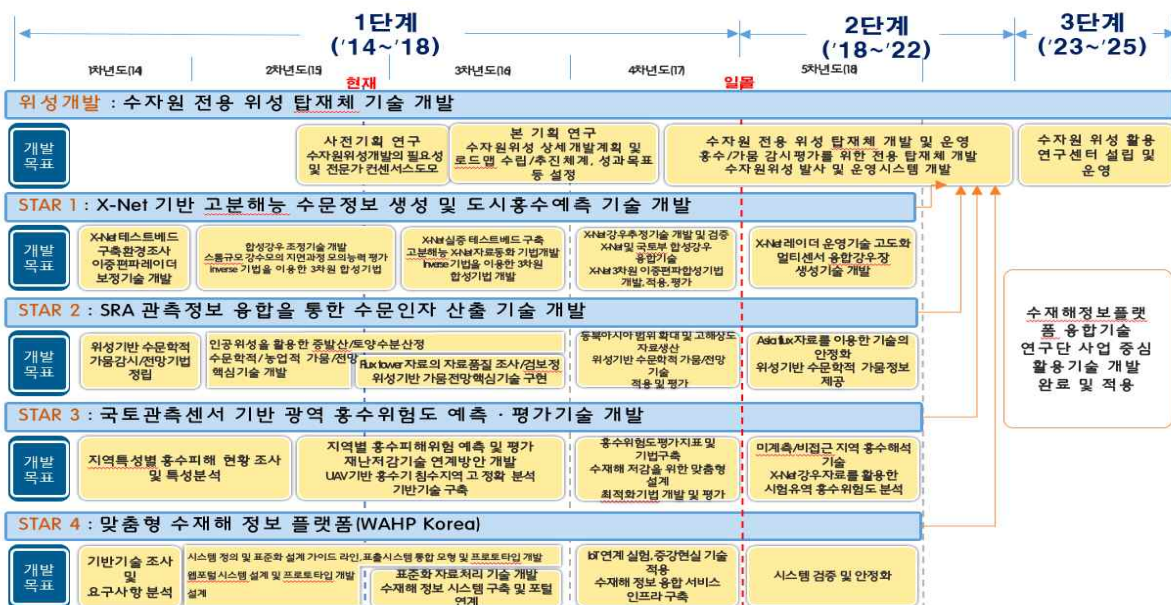 1단계
('14~'18)
2단계
('18~'22)
3단계
('23~'25)
1차년도(14)
2차년도(15)
3차년도(16)
4차년도(17)
5차년도(18)
현재
일몰
위성개발 : 수자원 전용 위성 탑재체 기술 개발
개발
목표
사전기획 연구
수자원위성개발의 필요성
및 전문가 컨센서스도모
본 기획 연구
수자원위성 상세개발계획 및
로드맵 수립/추진체계, 성과목표
등 설정
수자원 전용 위성 탑재체 개발 및 운영
홍수/가뭄 감시평가를 위한 전용 탑재체 개발
수자원위성 발사 및 운영시스템 개발
수자원 위성 활용
연구센터 설립 및
운영
STAR 1 : X-Net 기반 고분해능 수문정보 생성 및 도시홍수예측 기술 개발
개발
목표
X-Net 테스트베드
구축환경조사
이중편파레이더
보정기술 개발
합성강우 조정기술 개발
스톰규모 강수모의 지면과정 모의능력 평가
Inverse 기법을 이용한 3차원 합성기법
X-Net실증 테스트베드 구축
고분해능 X-Net자료동화 기법개발
Inverse 기법을 이용한 3차원
합성기법 개발
X-Net강우추정기술 개발 및 검증
X-Net및 국토부 합성강우
융합기술
X-Net 3차원 이중편파합성기법
개발, 적용, 평가
X-Net 레이더 운영기술 고도화
멀티센서 융합강우장
생성기술 개발
STAR 2 : SRA 관측정보 융합을 통한 수문인자 산출 기술 개발
개발
목표
위성기반 수문학적
가뭄감시/전망기법
정립
인공위성을 활용한 증발산/토양수분산정
수문학적/농업적 가뭄/전망
핵심기술 개발
Flux tower 자료의 자료품질 조사/검보정
위성기반 가뭄전망핵심기술 구현
동북아시아 범위 확대 및 고해상도
자료생산
위성기반 수문학적 가뭄/전망
기술
적용 및 평가
Asia flux자료를 이용한 기술의
안정화
위성기반 수문학적 가뭄정보
제공
수재해정보플랫
폼 융합기술
연구단 사업 중심
활용기술 개발
완료 및 적용
STAR 3 : 국토관측센서 기반 광역 홍수위험도 예측 · 평가기술 개발
개발
목표
지역특성별 홍수피해 현황 조사
및 특성분석
지역별 홍수피해위험 예측 및 평가
재난저감기술 연계방안 개발
UAV기반 홍수기 침수지역 고 정확 분석
기반기술 구축
홍수위험도평가지표 및
기법구축
수재해 저감을 위한 맞춤형
설계
최적화기법 개발 및 평가
미계측/비접근 지역 홍수해석
기술
X-Net강우자료를 활용한
시험유역 홍수위험도 분석
STAR 4 : 맞춤형 수재해 정보 플랫폼(WAHP Korea)
개발
목표
기반기술 조사
및
요구사항 분석
시스템 정의 및 표준화 설계 가이드 라인, 표출시스템 통합 모형 및 프로토타입 개발
웹포털시스템 설계 및 프로토타입 개발
설계
표준화 자료처리 기술 개발
수재해 정보 시스템 구축 및 포털
연계
IoT 연계 실험, 증강현실 기술
적용
수재해 정보 융합 서비스
인프라 구축
시스템 검증 및 안정화